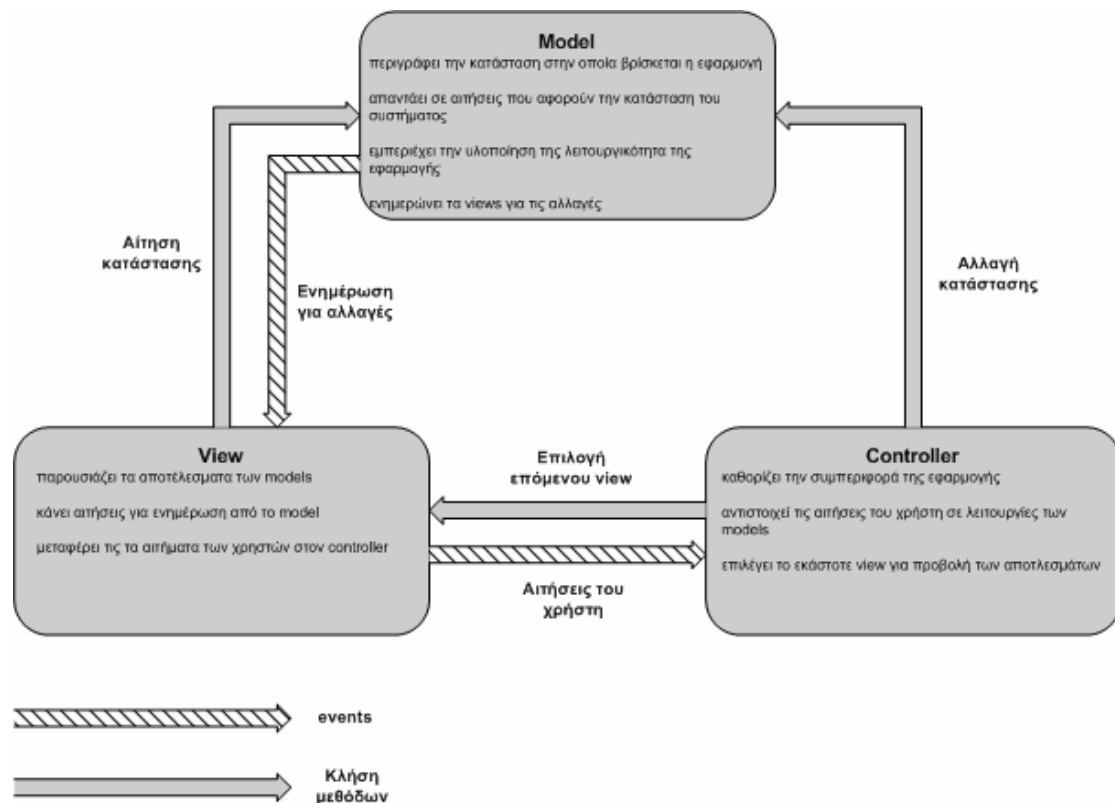 Model
περιγράφει την κατάσταση στην οποία βρίσκεται η εφαρμογή
απαντάει σε αιτήσεις που αφορούν την κατάσταση του
συστήματος
εμπεριέχει την υλοποίηση της λειτουργικότητα της
εφαρμαγής
ενημερώνει τα views για τις αλλαγές
Αίτηση
κατάστασης
Ενημέρωση
για αλλαγές
Αλλαγή
κατάστασης
View
παρουσιάζει τα αποτέλεσματα των models
κάνει αιτήσεις για ενημέρωση από το model
μεταφέρει τις τα αιτήματα των χρηστών στον controller
Επιλογή
επόμενου view
Αιτήσεις του
χρήστη
Controller
καθορίζει την συμπεριφορά της εφαρμογής
αντιστοιχεί τις αιτήσεις του χρήστη σε λειτουργίες των
models
επιλέγει το εκάστοτε view για προβολή των αποτλεσμάτων
events
Κλήση
μεθόδων